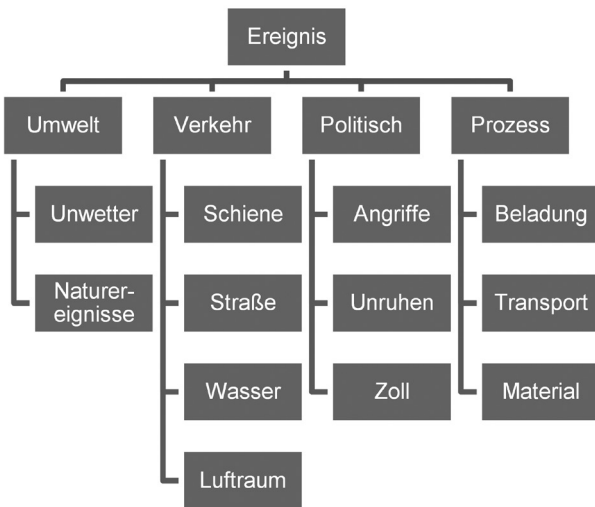 Ereignis
Umwelt
Verkehr
Politisch
Prozess
Unwetter
Schiene
Angriffe
Beladung
Naturer-
eignisse
Straße
Unruhen
Transport
Wasser
Zoll
Material
Luftraum